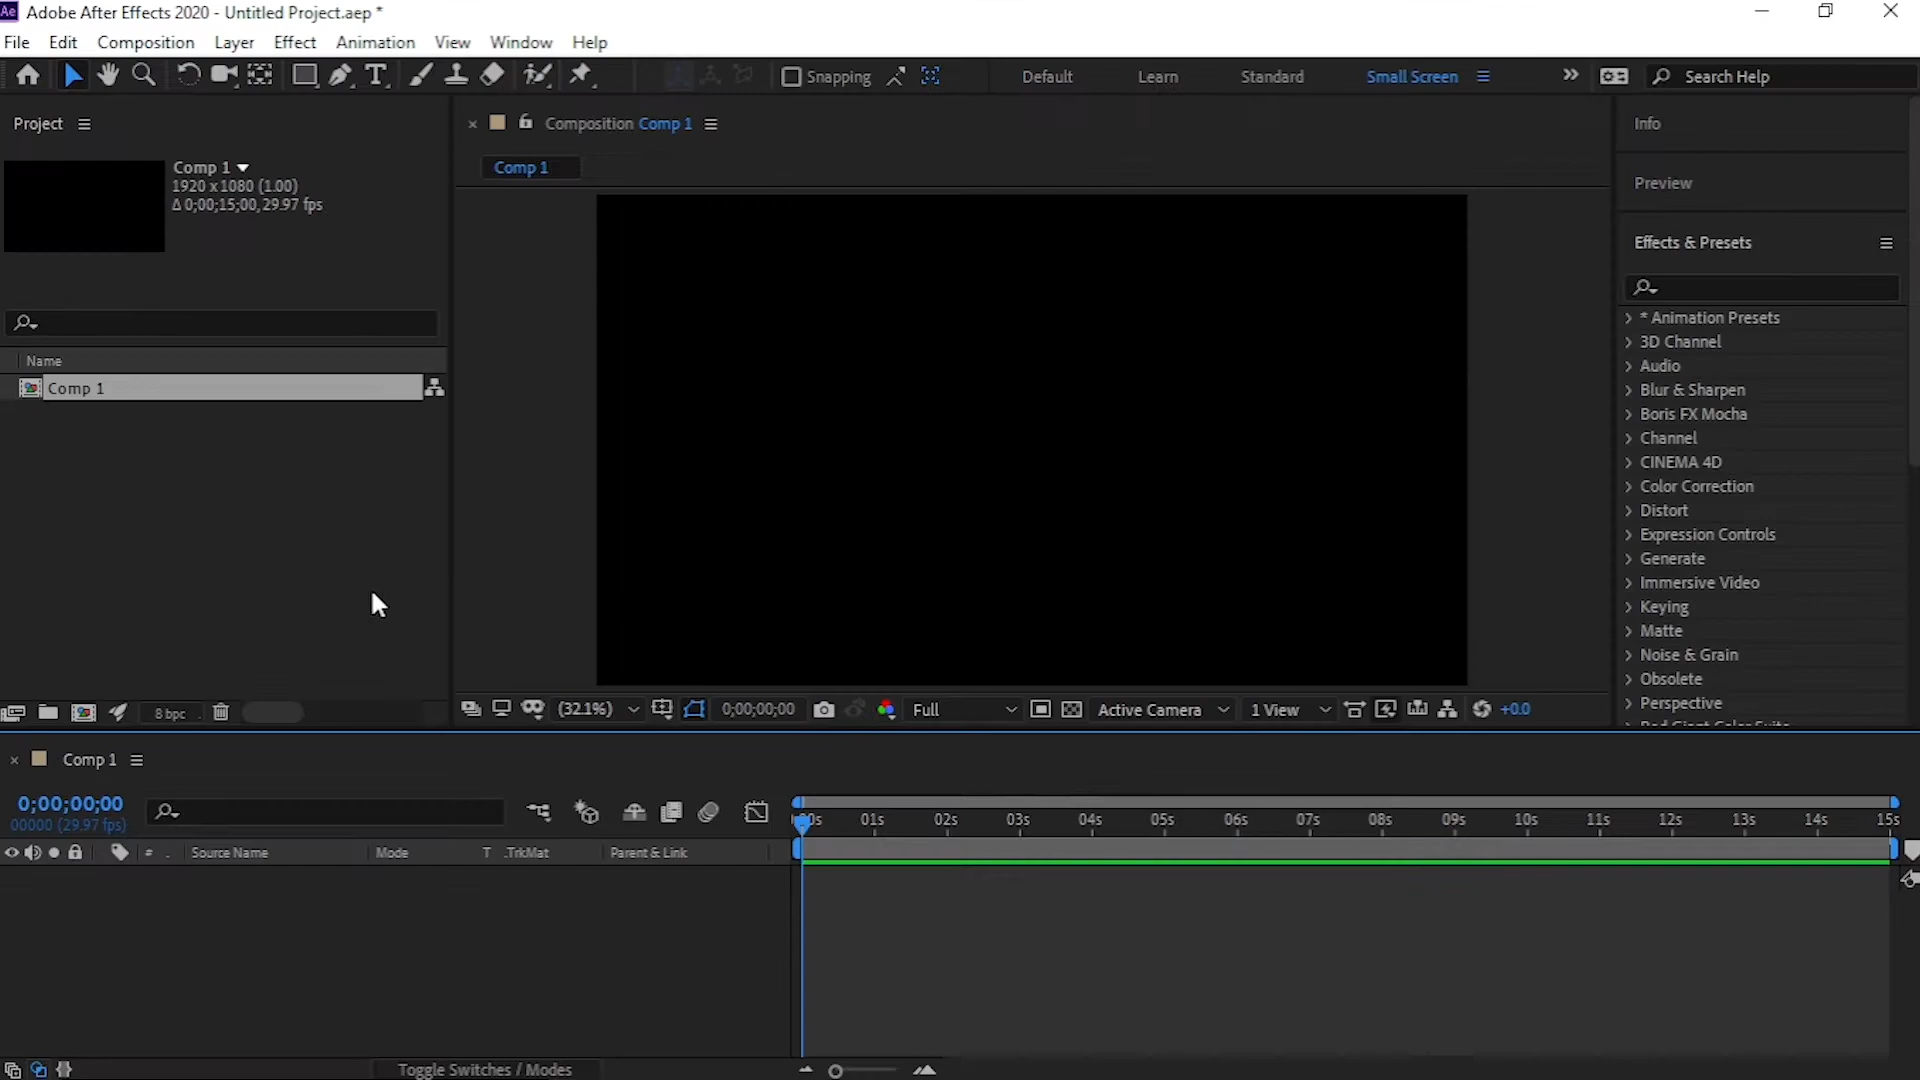 Ae Adobe After Effects 2020 - Untitled Project.aep *
File Edit Composition Layer Effect Animation View Window Help
T Snapping Default Learn Standard Small Screen Search Help
Project
Comp 1
1920 x 1080 (1.00)
Δ 0;00;15;00, 29.97 fps
Name
Comp 1
8 bpc
Composition Comp 1
Comp 1
(32.1%) 0;00;00;00 Full Active Camera 1 View +0.0
Info
Preview
Effects & Presets
* Animation Presets
3D Channel
Audio
Blur & Sharpen
Boris FX Mocha
Channel
CINEMA 4D
Color Correction
Distort
Expression Controls
Generate
Immersive Video
Keying
Matte
Noise & Grain
Obsolete
Perspective
Comp 1
0;00;00;00
00000 (29.97 fps)
01s 02s 03s 04s 05s 06s 07s 08s 09s 10s 11s 12s 13s 14s 15s
# . Source Name Mode T .TrkMat Parent & Link
Toggle Switches / Modes